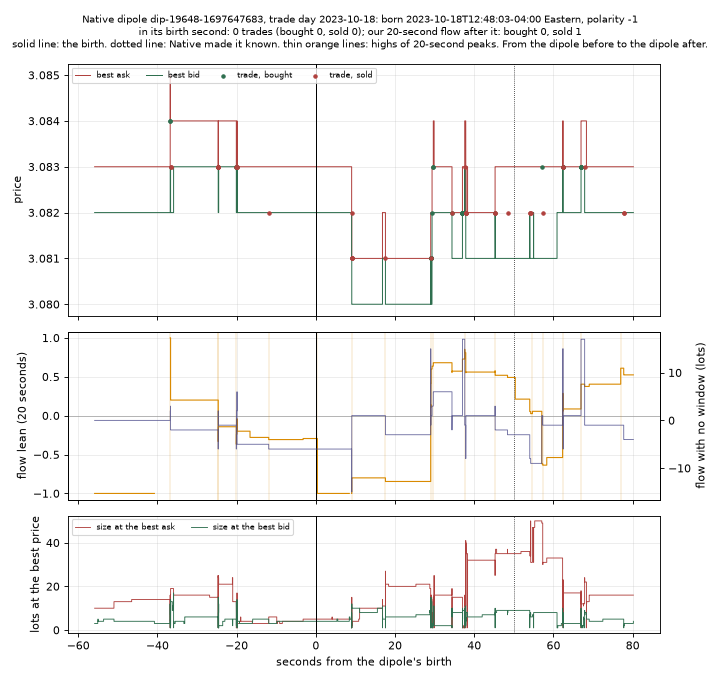 Native dipole dip-19648-1697647683, trade day 2023-10-18: born 2023-10-18T12:48:03-04:00 Eastern, polarity -1
in its birth second: 0 trades (bought 0, sold 0); our 20-second flow after it: bought 0, sold 1
solid line: the birth. dotted line: Native made it known. thin orange lines: highs of 20-second peaks. From the dipole before to the dipole after.
best ask
best bid
trade, bought
trade, sold
price
3.085
3.084
3.083
3.082
3.081
3.080
flow lean (20 seconds)
1.0
0.5
0.0
−0.5
−1.0
10
0
−10
flow with no window (lots)
size at the best ask
size at the best bid
lots at the best price
40
20
0
−60
−40
−20
0
20
40
60
80
seconds from the dipole's birth